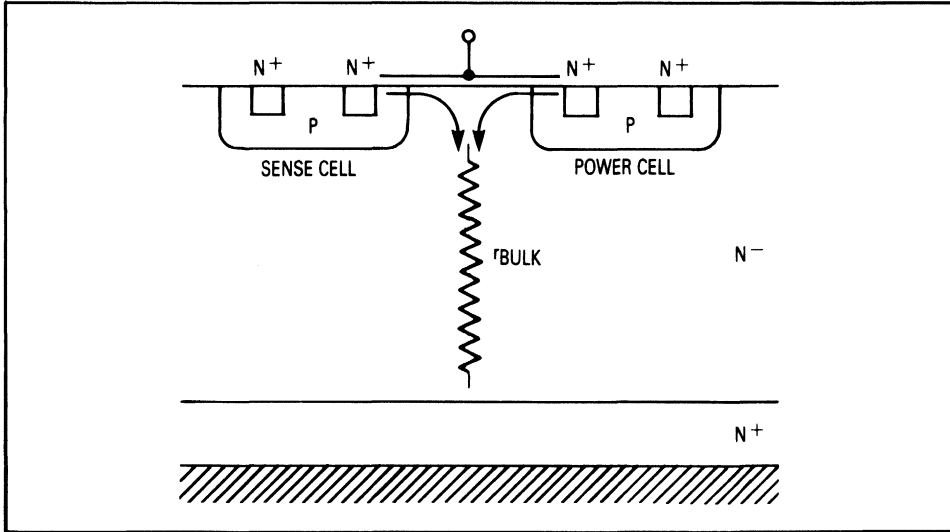 N+ N+ N+ N+
P P
SENSE CELL POWER CELL
rBULK N−
N+